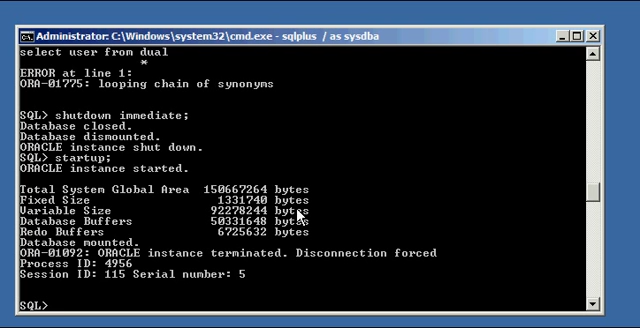 Administrator: C:\Windows\system32\cmd.exe - sqlplus / as sysdba
select user from dual
*
ERROR at line 1:
ORA-01775: looping chain of synonyms
SQL> shutdown immediate;
Database closed.
Database dismounted.
ORACLE instance shut down.
SQL> startup;
ORACLE instance started.
Total System Global Area 150667264 bytes
Fixed Size 1331740 bytes
Variable Size 92278244 bytes
Database Buffers 50331648 bytes
Redo Buffers 6725632 bytes
Database mounted.
ORA-01092: ORACLE instance terminated. Disconnection forced
Process ID: 4956
Session ID: 115 Serial number: 5
SQL>